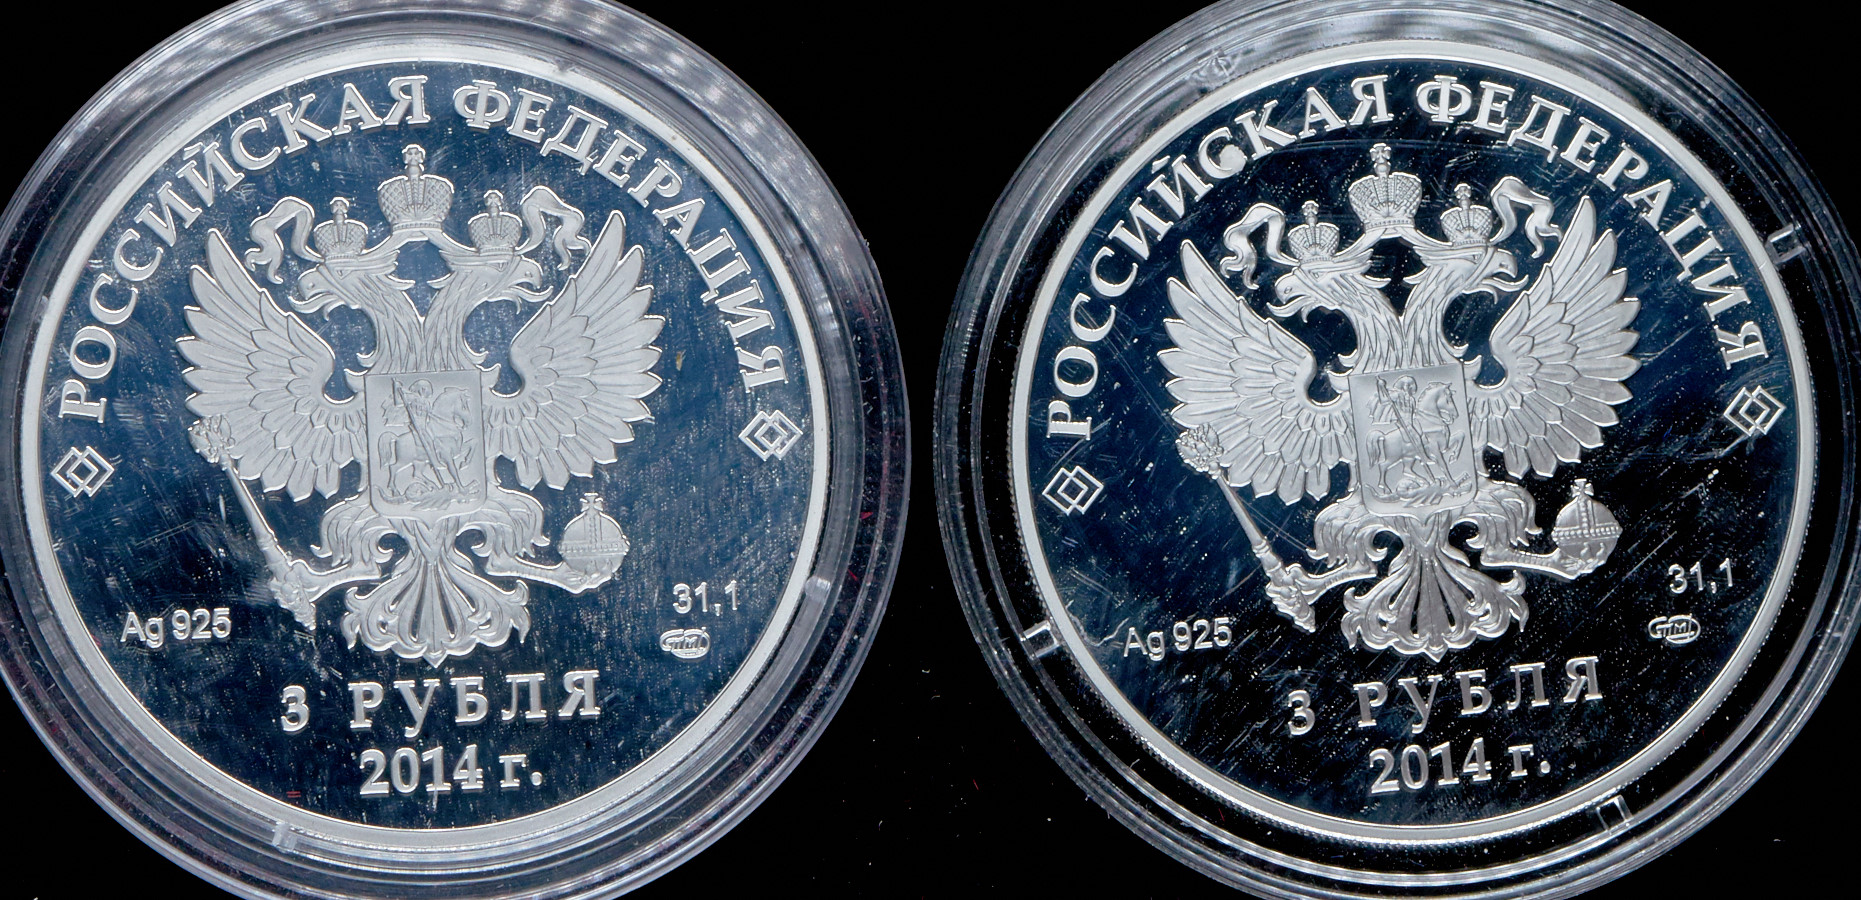 РОССИЙСКАЯ ФЕДЕРАЦИЯ
Ag 925
31,1
СПМД
3 РУБЛЯ
2014 г.
РОССИЙСКАЯ ФЕДЕРАЦИЯ
Ag 925
31,1
СПМД
3 РУБЛЯ
2014 г.